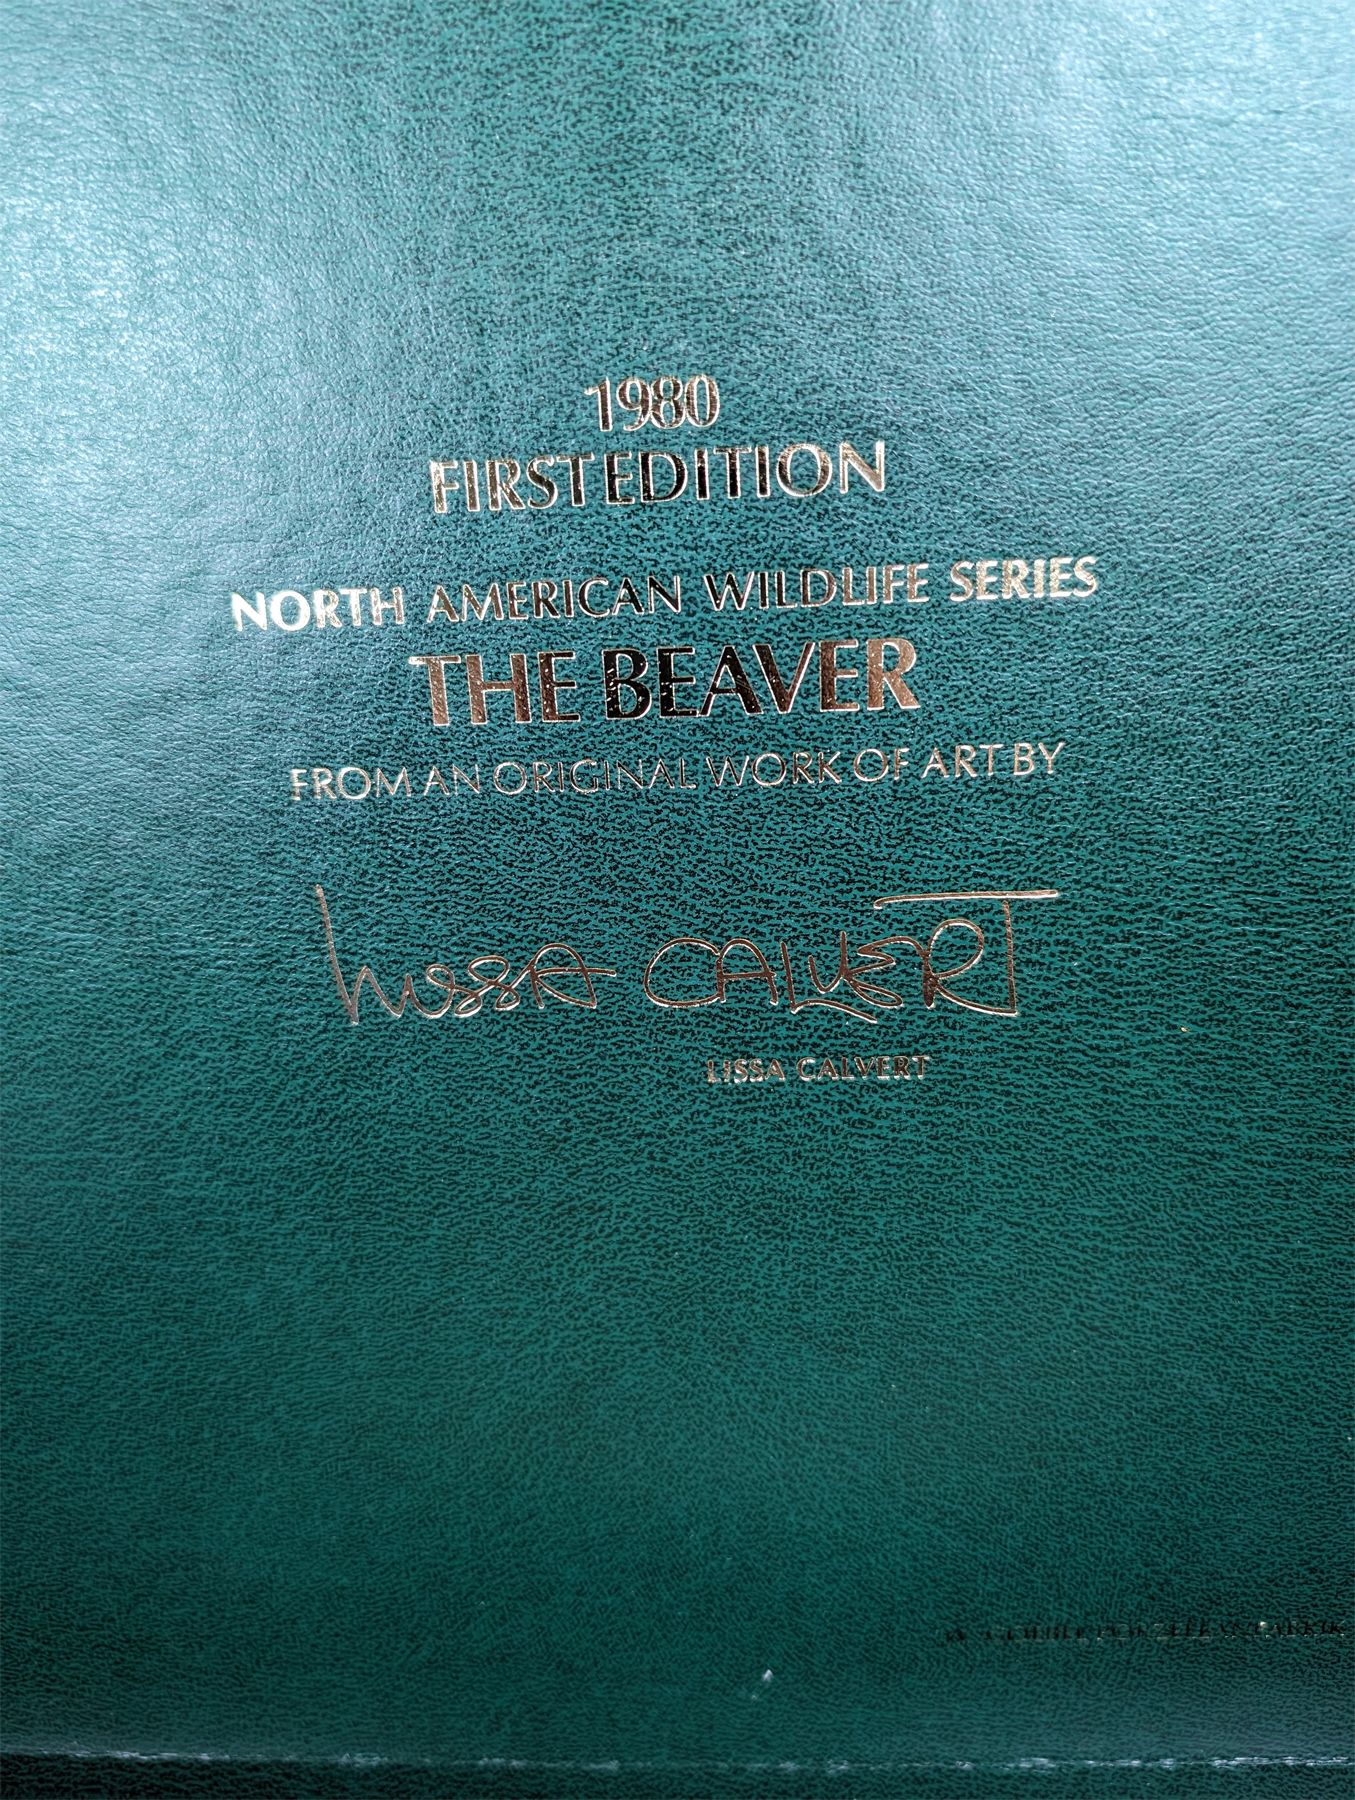 1980
FIRST EDITION
NORTH AMERICAN WILDLIFE SERIES
THE BEAVER
FROM AN ORIGINAL WORK OF ART BY
LISSA CALVERT
LISSA CALVERT